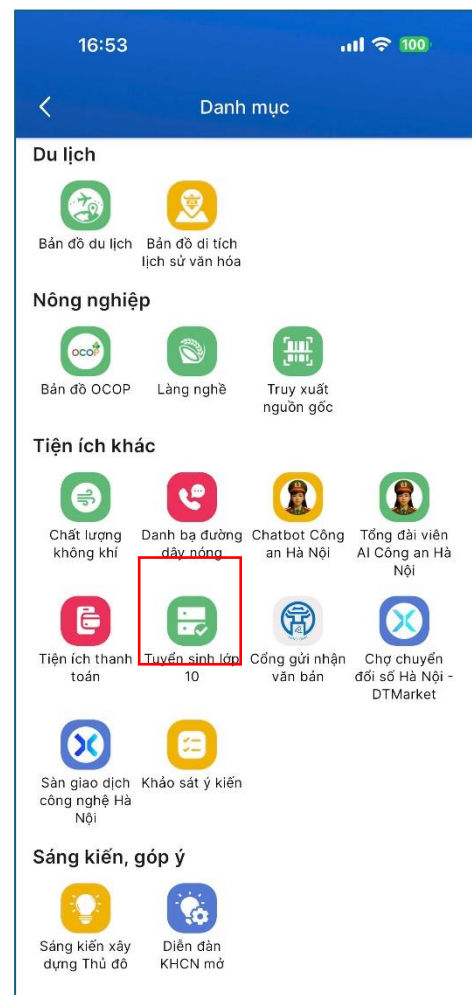 16:53
100
Danh mục
Du lịch
Bản đồ du lịch
Bản đồ di tích
lịch sử văn hóa
Nông nghiệp
OCOP
Bản đồ OCOP
Làng nghề
Truy xuất
nguồn gốc
Tiện ích khác
Chất lượng
không khí
Danh bạ đường
dây nóng
Chatbot Công
an Hà Nội
Tổng đài viên
AI Công an Hà
Nội
Tiện ích thanh
toán
Tuyển sinh lớp
10
Cổng gửi nhận
văn bản
Chợ chuyển
đổi số Hà Nội -
DTMarket
Sàn giao dịch
công nghệ Hà
Nội
Khảo sát ý kiến
Sáng kiến, góp ý
Sáng kiến xây
dựng Thủ đô
Diễn đàn
KHCN mở